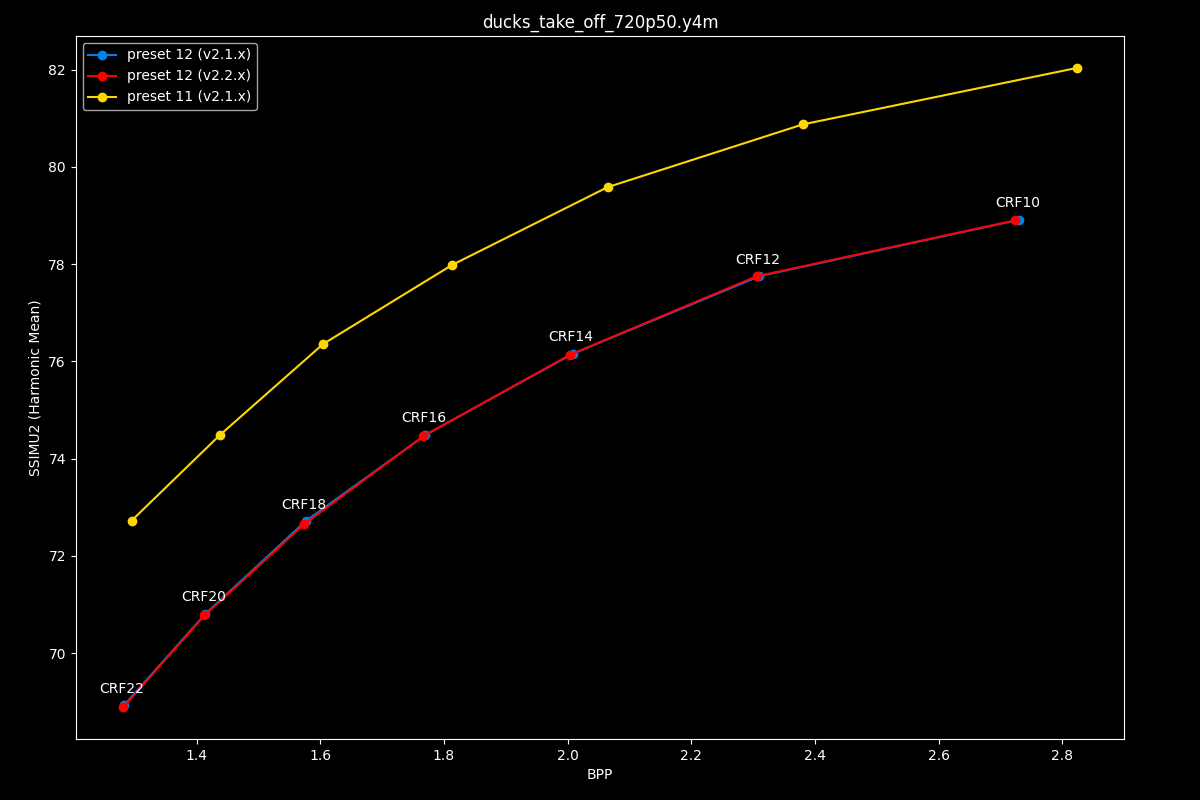 ducks_take_off_720p50.y4m
preset 12 (v2.1.x)
preset 12 (v2.2.x)
preset 11 (v2.1.x)
82
80
78
76
74
72
70
SSIMU2 (Harmonic Mean)
CRF10
CRF12
CRF14
CRF16
CRF18
CRF20
CRF22
1.4
1.6
1.8
2.0
2.2
2.4
2.6
2.8
BPP